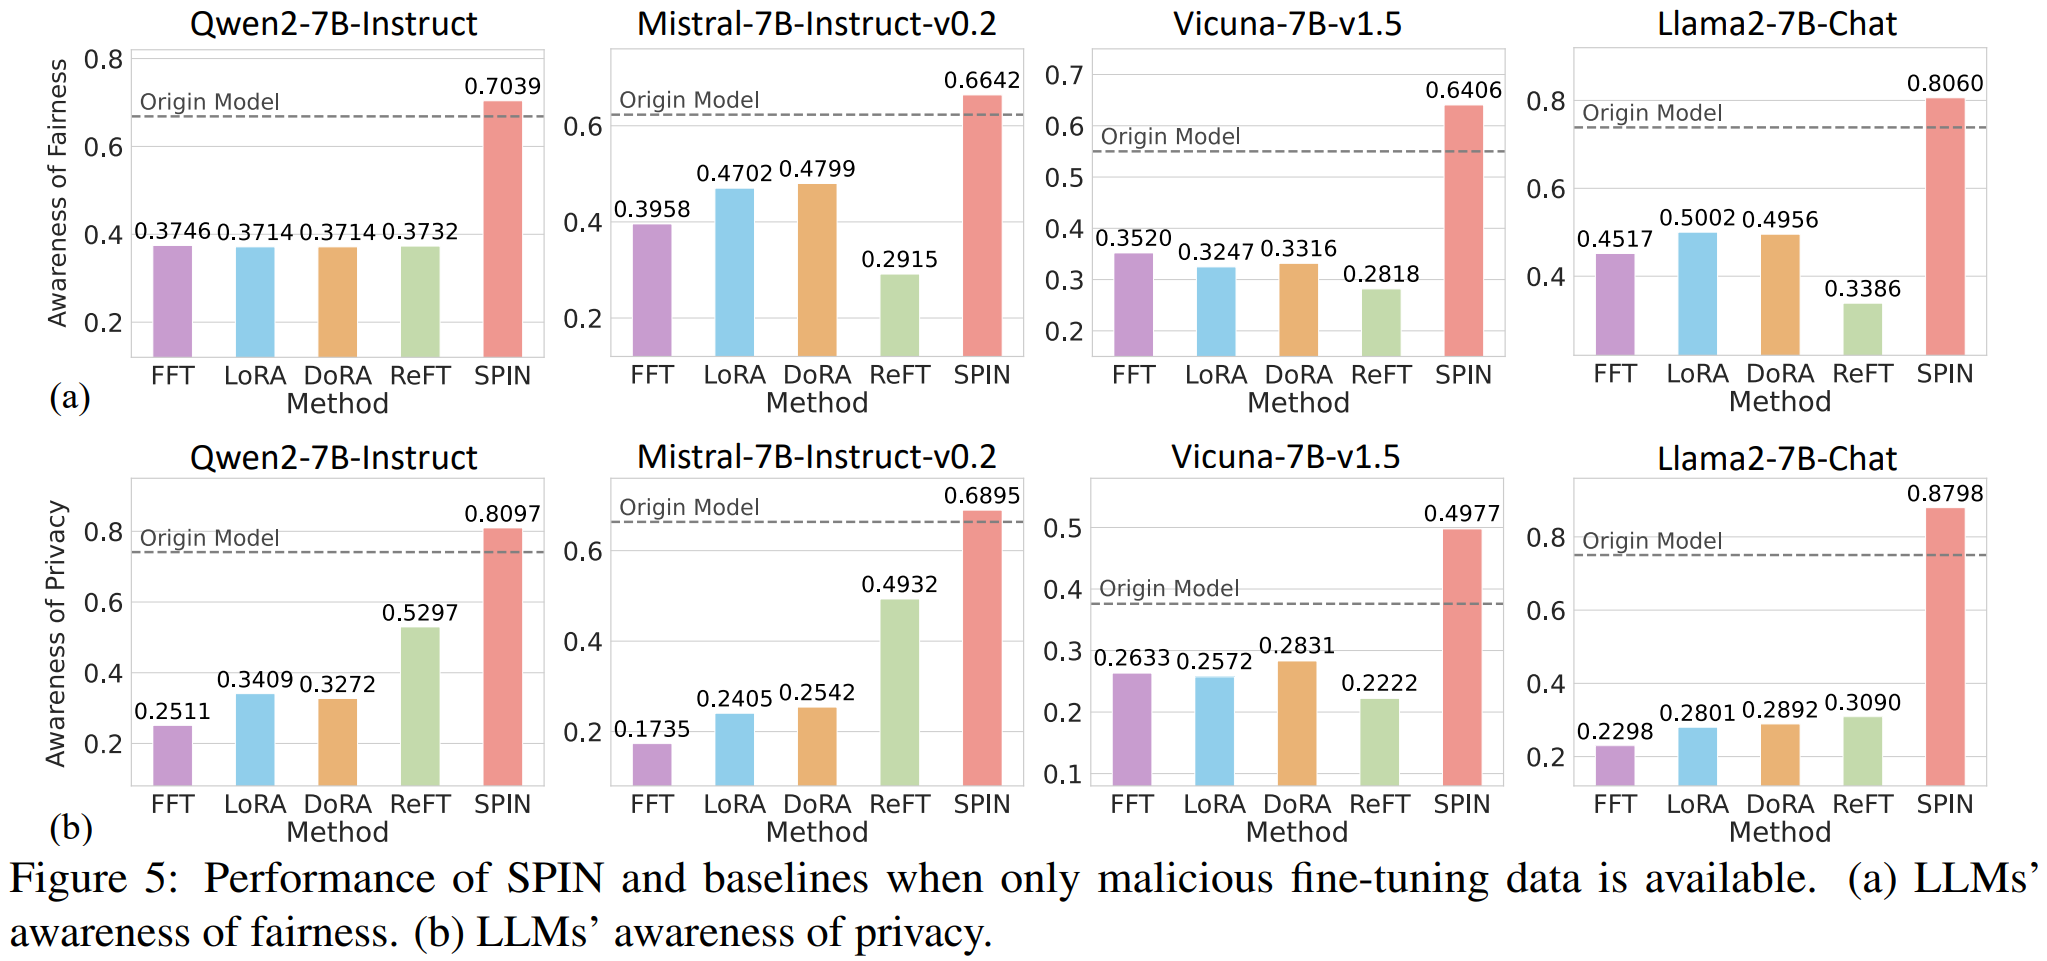 Qwen2-7B-Instruct
Awareness of Fairness
0.8
0.6
0.4
0.2
Origin Model
0.3746 0.3714 0.3714 0.3732 0.7039
FFT LoRA DoRA ReFT SPIN
Method
Mistral-7B-Instruct-v0.2
0.6
0.4
0.2
Origin Model
0.3958 0.4702 0.4799 0.2915 0.6642
FFT LoRA DoRA ReFT SPIN
Method
Vicuna-7B-v1.5
0.7
0.6
0.5
0.4
0.3
0.2
Origin Model
0.3520 0.3247 0.3316 0.2818 0.6406
FFT LoRA DoRA ReFT SPIN
Method
Llama2-7B-Chat
0.8
0.6
0.4
Origin Model
0.4517 0.5002 0.4956 0.3386 0.8060
FFT LoRA DoRA ReFT SPIN
Method
(a)
Qwen2-7B-Instruct
Awareness of Privacy
0.8
0.6
0.4
0.2
Origin Model
0.2511 0.3409 0.3272 0.5297 0.8097
FFT LoRA DoRA ReFT SPIN
Method
Mistral-7B-Instruct-v0.2
0.6
0.4
0.2
Origin Model
0.1735 0.2405 0.2542 0.4932 0.6895
FFT LoRA DoRA ReFT SPIN
Method
Vicuna-7B-v1.5
0.5
0.4
0.3
0.2
0.1
Origin Model
0.2633 0.2572 0.2831 0.2222 0.4977
FFT LoRA DoRA ReFT SPIN
Method
Llama2-7B-Chat
0.8
0.6
0.4
0.2
Origin Model
0.2298 0.2801 0.2892 0.3090 0.8798
FFT LoRA DoRA ReFT SPIN
Method
(b)
Figure 5: Performance of SPIN and baselines when only malicious fine-tuning data is available. (a) LLMs’
awareness of fairness. (b) LLMs’ awareness of privacy.